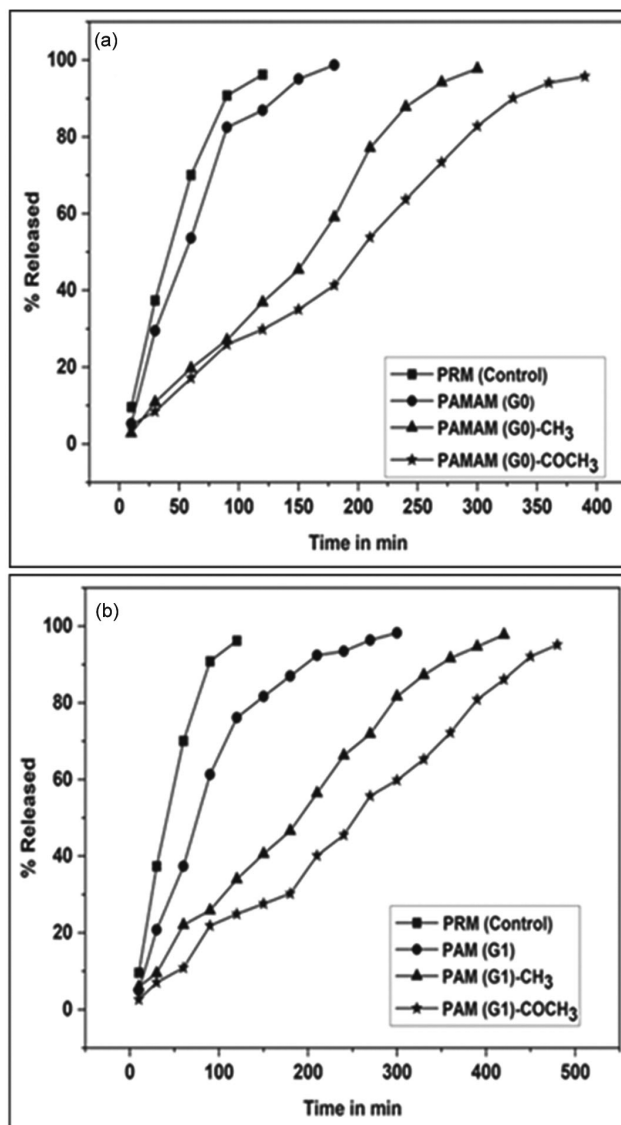 (a)
100
80
60
40
20
0
% Released
PRM (Control)
PAMAM (G0)
PAMAM (G0)-CH₃
PAMAM (G0)-COCH₃
0 50 100 150 200 250 300 350 400
Time in min
(b)
100
80
60
40
20
0
% Released
PRM (Control)
PAM (G1)
PAM (G1)-CH₃
PAM (G1)-COCH₃
0 100 200 300 400 500
Time in min